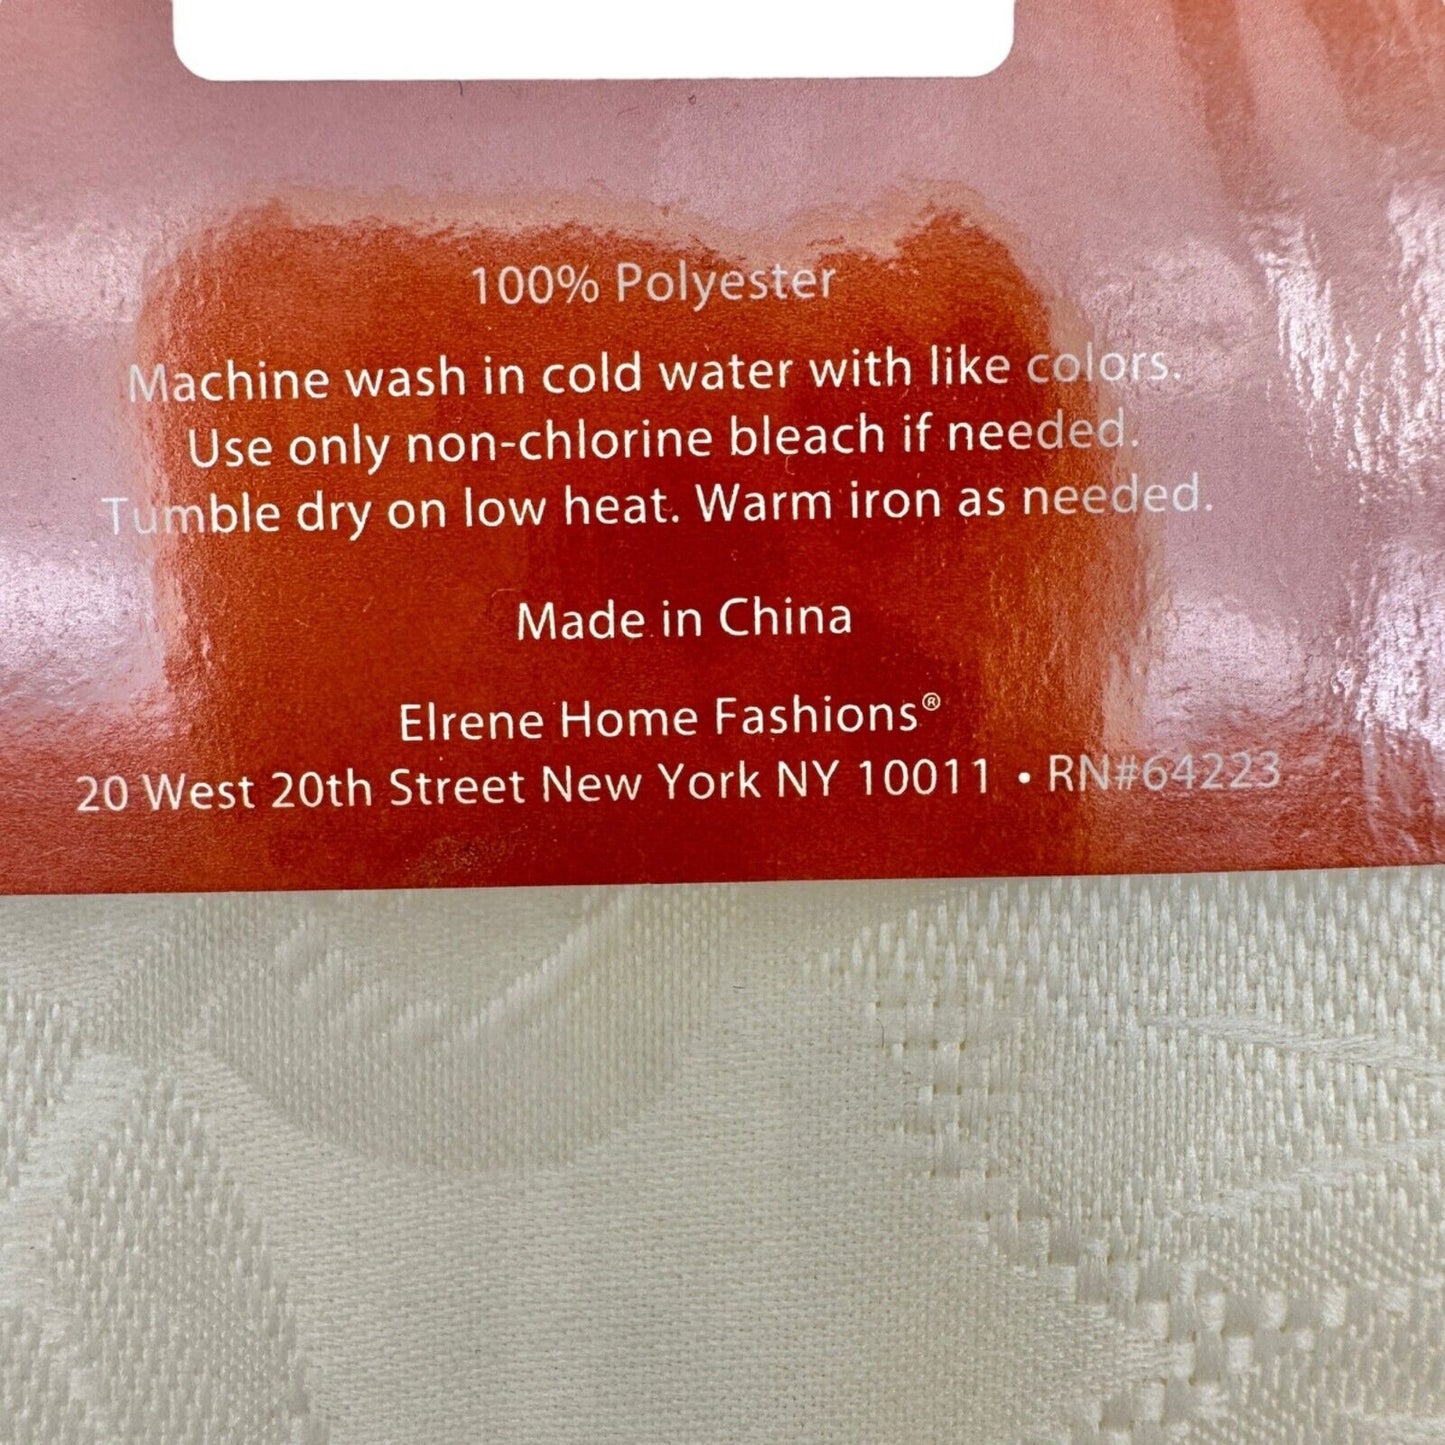 100% Polyester
Machine wash in cold water with like colors.
Use only non-chlorine bleach if needed.
Tumble dry on low heat. Warm iron as needed.
Made in China
Elrene Home Fashions®
20 West 20th Street New York NY 10011 • RN#64223